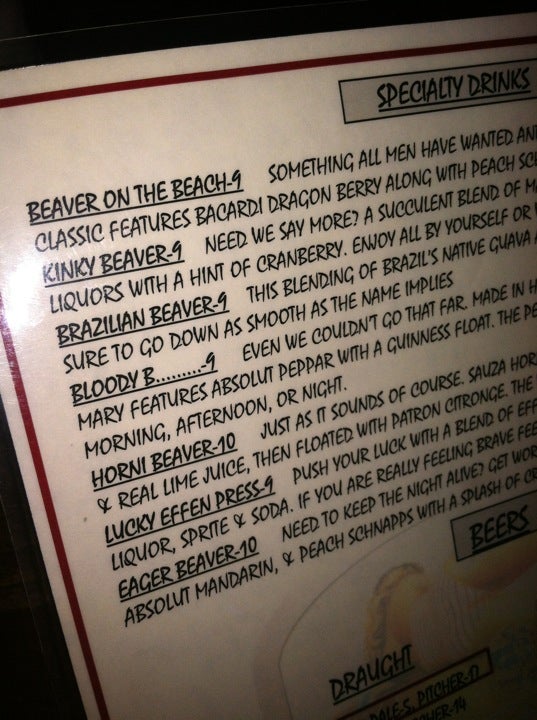 SPECIALTY DRINKS
BEAVER ON THE BEACH-9 SOMETHING ALL MEN HAVE WANTED
CLASSIC FEATURES BACARDI DRAGON BERRY ALONG WITH PEACH
KINKY BEAVER-9 NEED WE SAY MORE? A SUCCULENT BLEND OF
LIQUORS WITH A HINT OF CRANBERRY. ENJOY ALL BY YOURSELF OR
BRAZILIAN BEAVER-9 THIS BLENDING OF BRAZIL'S NATIVE GUAVA
SURE TO GO DOWN AS SMOOTH AS THE NAME IMPLIES
BLOODY B.........-9 EVEN WE COULDN'T GO THAT FAR. MADE IN
MARY FEATURES ABSOLUT PEPPAR WITH A GUINNESS FLOAT. THE
MORNING, AFTERNOON, OR NIGHT.
HORNI BEAVER-10 JUST AS IT SOUNDS OF COURSE. SAUZA
& REAL LIME JUICE, THEN FLOATED WITH PATRON CITRONGE. THE
LUCKY EFFEN PRESS-9 PUSH YOUR LUCK WITH A BLEND OF
LIQUOR, SPRITE & SODA. IF YOU ARE REALLY FEELING BRAVE
EAGER BEAVER-10 NEED TO KEEP THE NIGHT ALIVE? GET
ABSOLUT MANDARIN, & PEACH SCHNAPPS WITH A SPLASH OF
BEERS
DRAUGHT
PITCHER-17